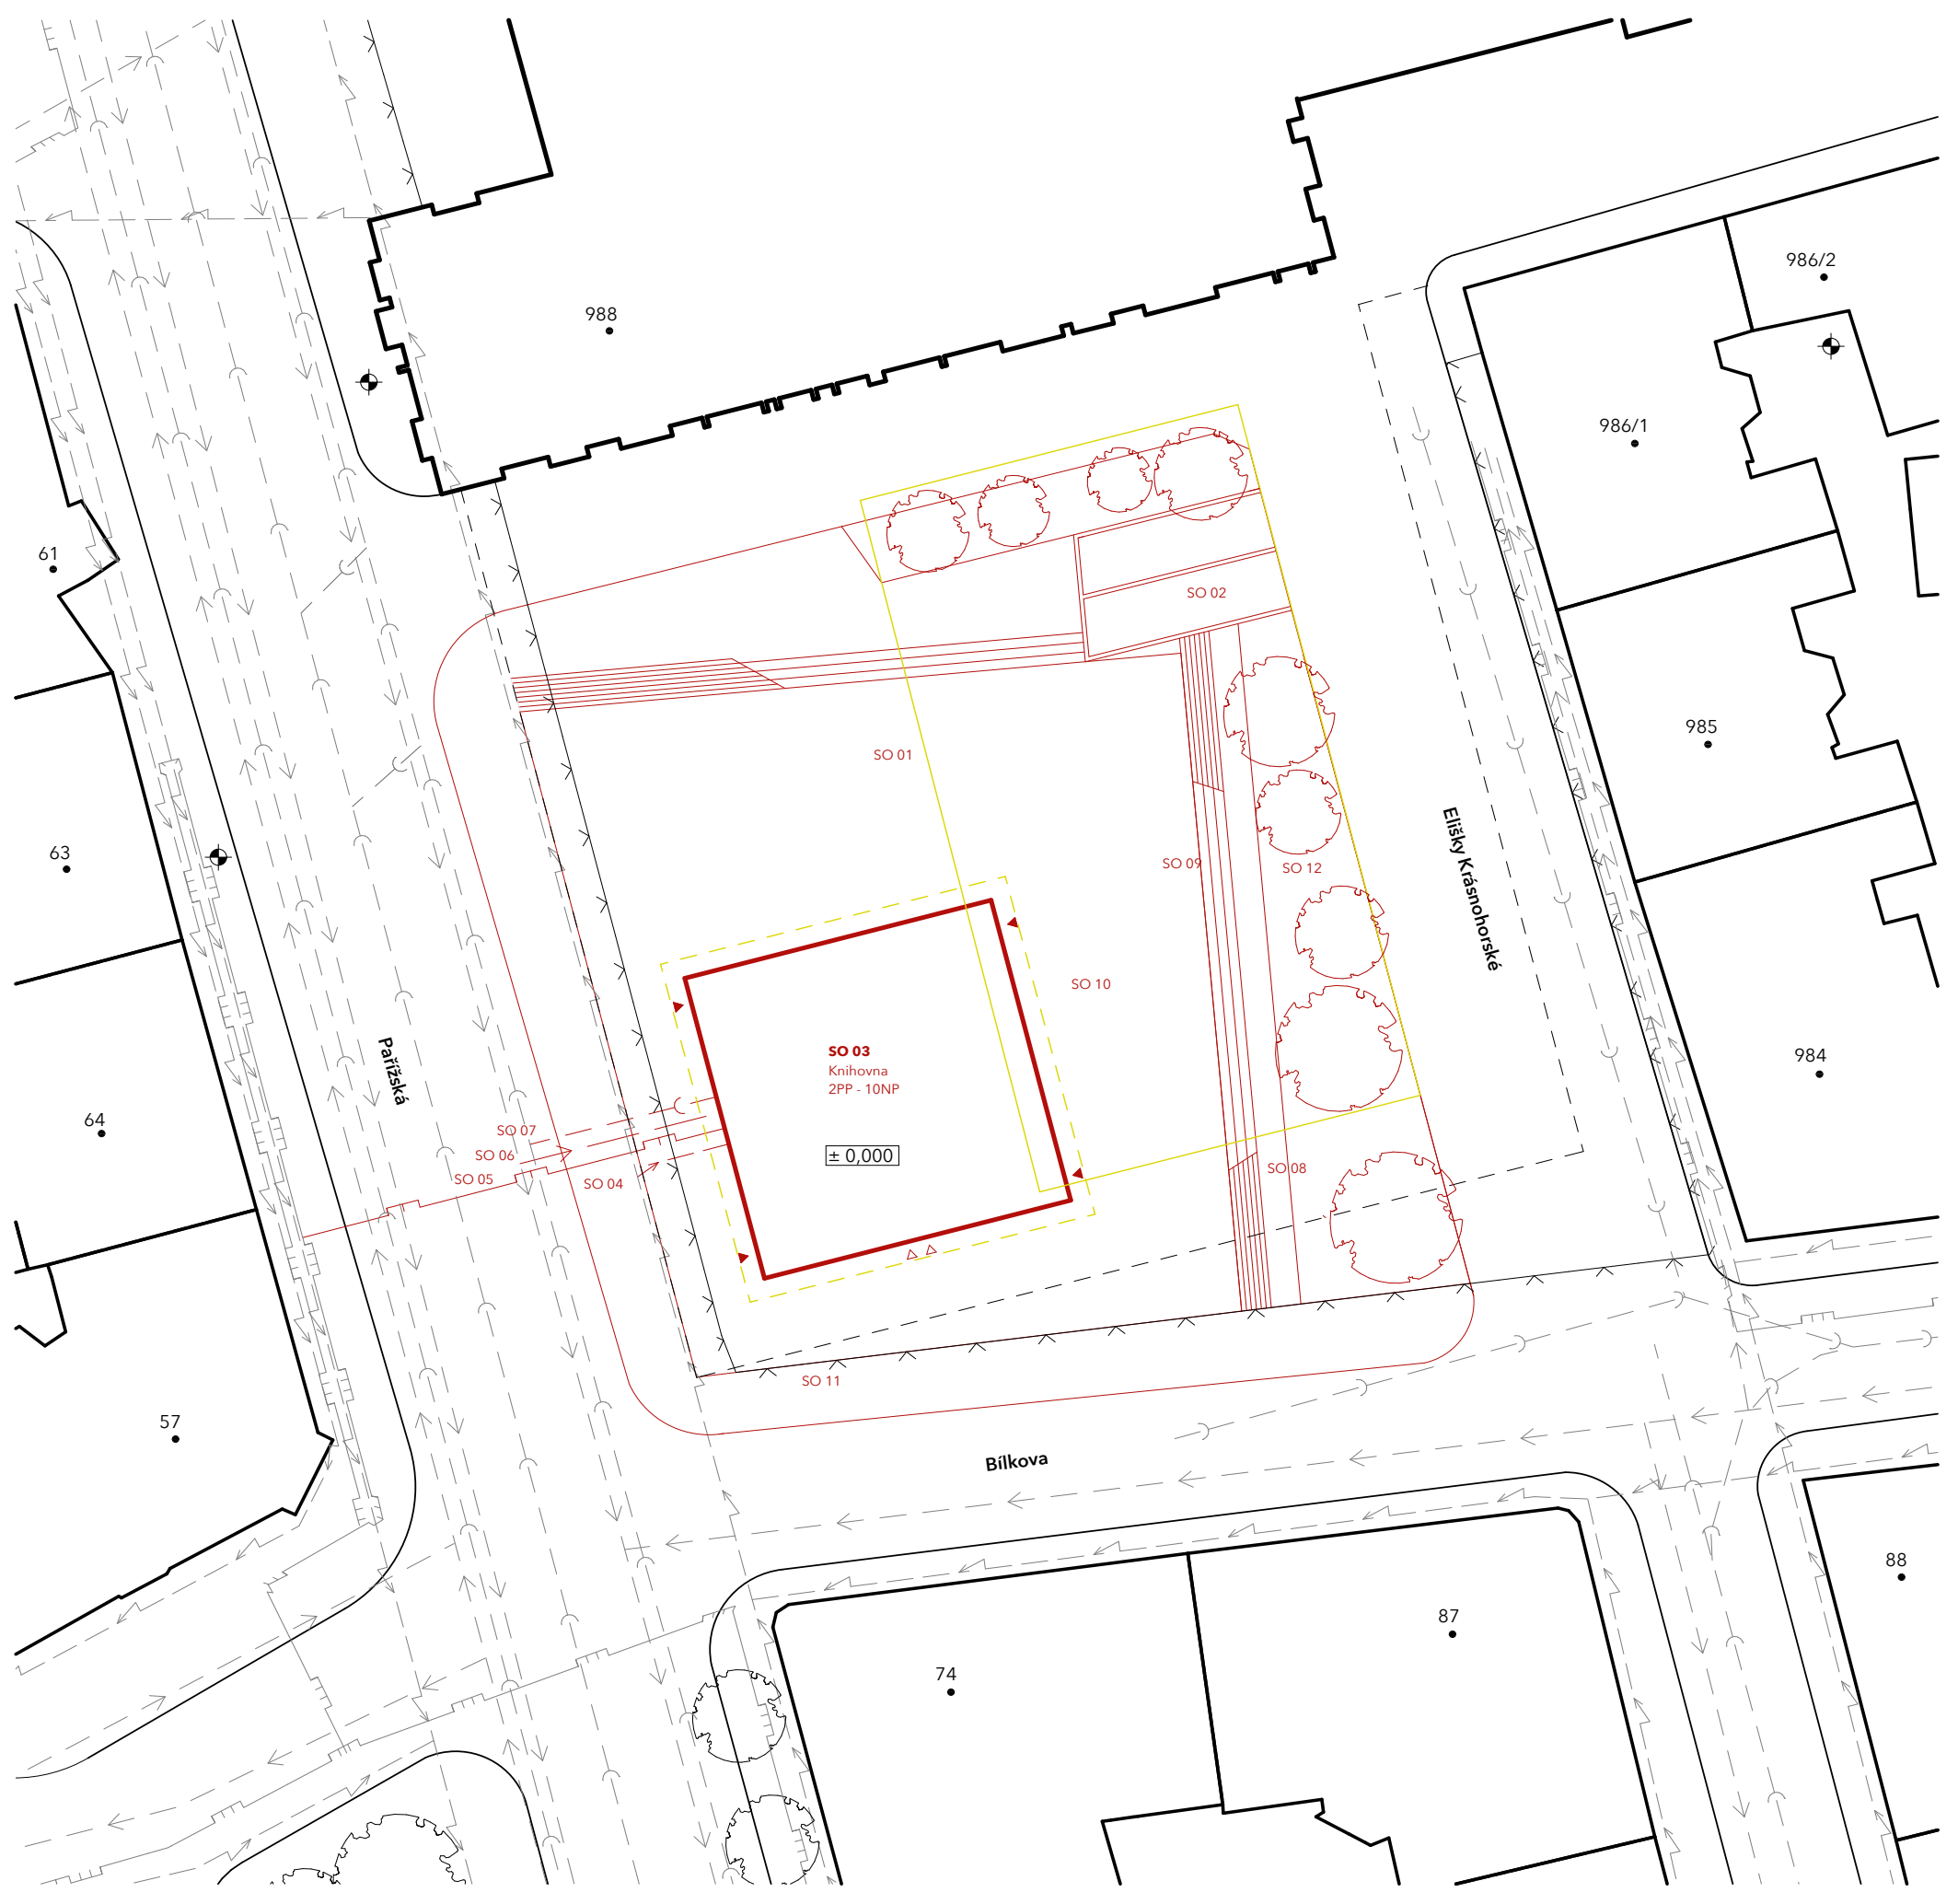 986/2
988
986/1
61
SO 02
985
SO 01
63
SO 09
SO 12
Elišky Krásnohorské
SO 10
Pařížská
SO 03
Knihovna
2PP - 10NP
984
64
SO 07
SO 06
± 0,000
SO 08
SO 05
SO 04
SO 11
57
Bílkova
88
87
74